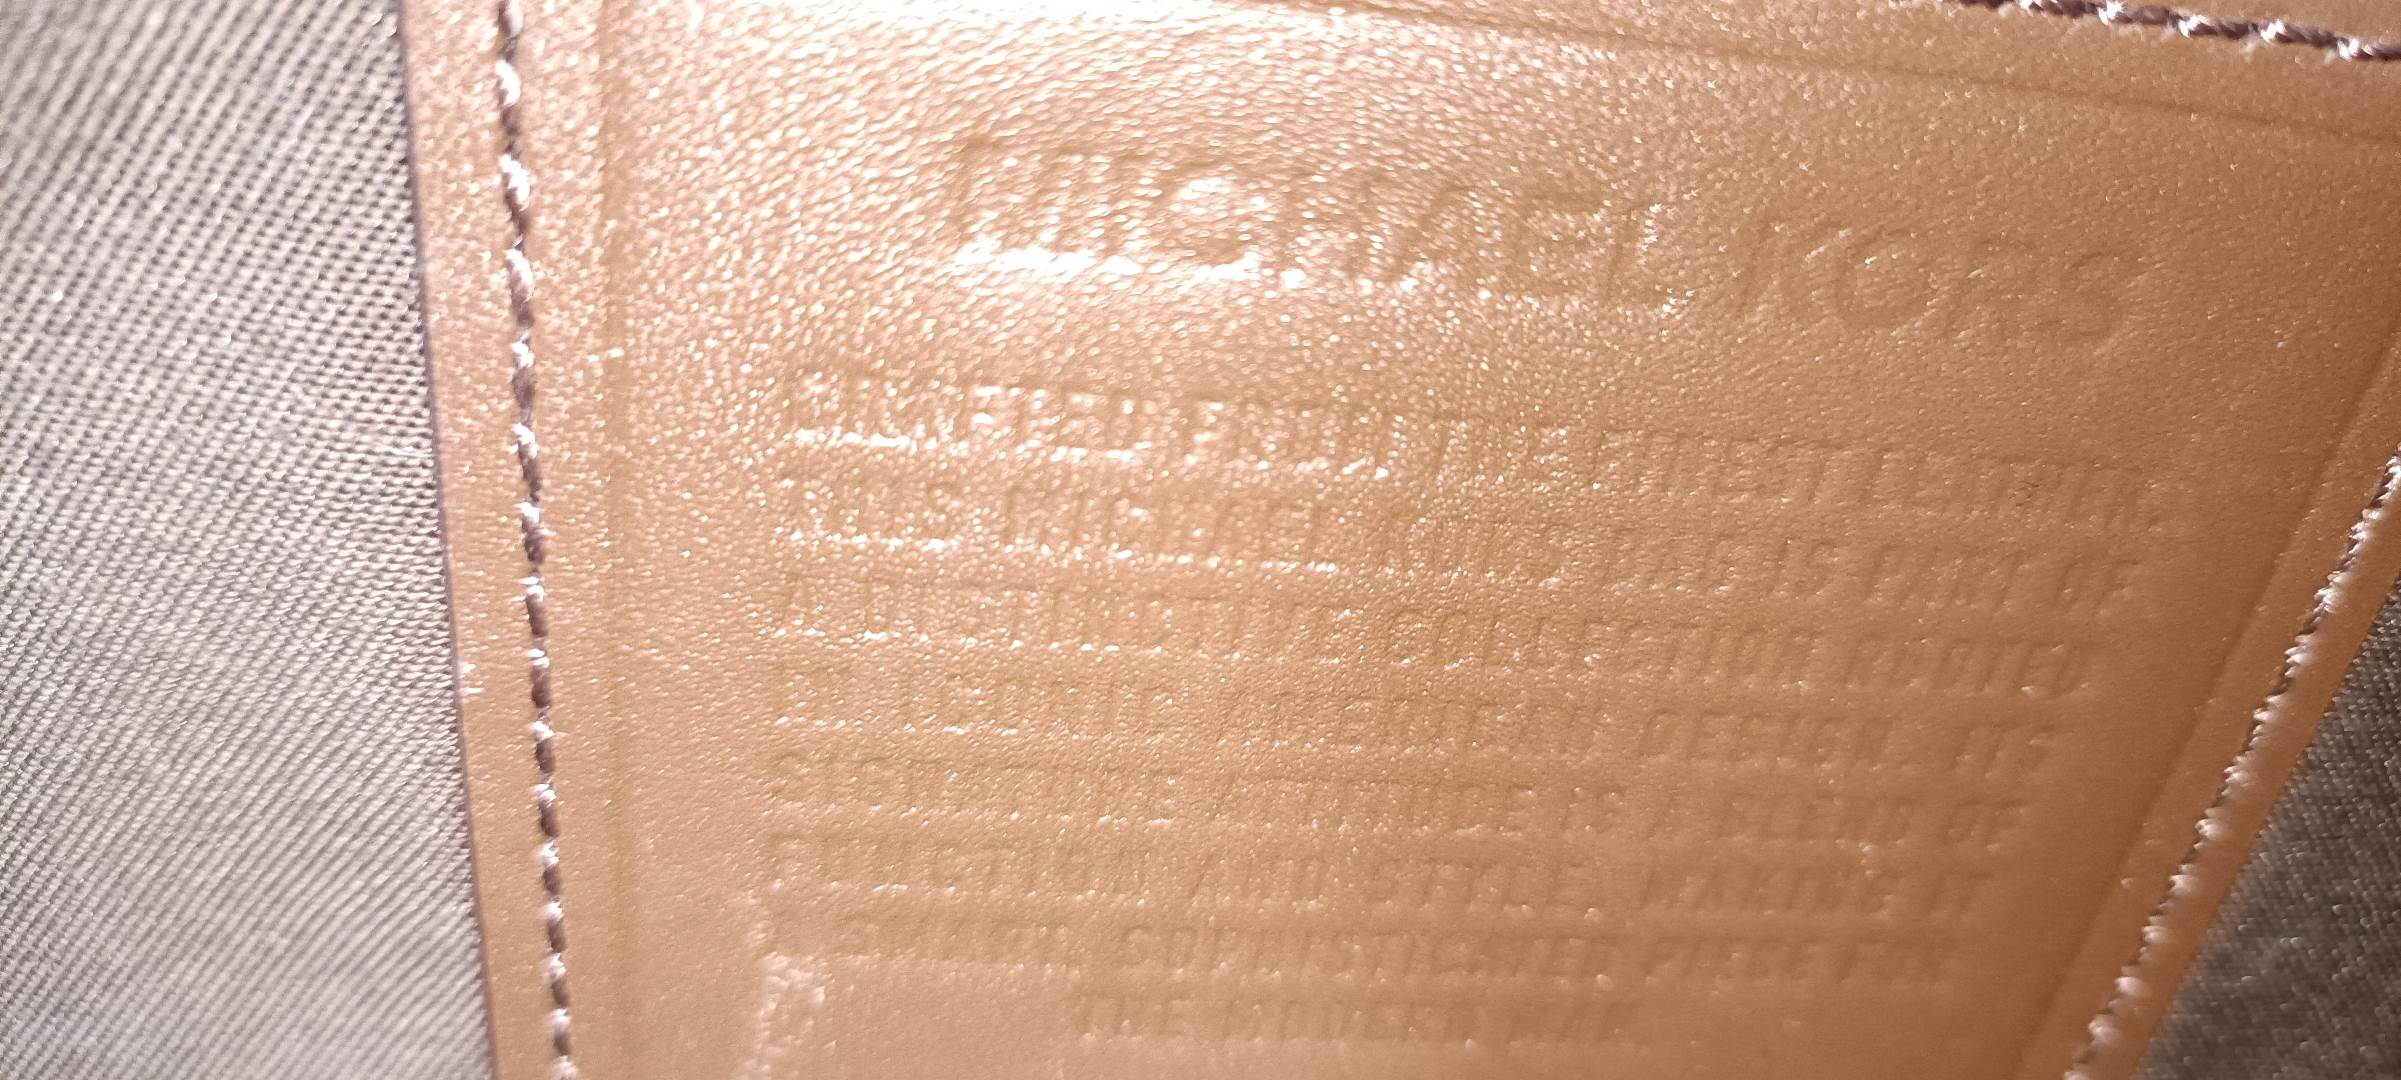 MICHAEL KORS
CRAFTED FROM THE FINEST LEATHER,
THIS MICHAEL KORS BAG IS PART OF
A DISTINCTIVE COLLECTION ROOTED
IN ICONIC AMERICAN DESIGN. ITS
SIGNATURE IS A BLEND OF
FUNCTION AND STYLE, MAKING IT
A SOPHISTICATED PIECE FOR
THE MODERN MAN.